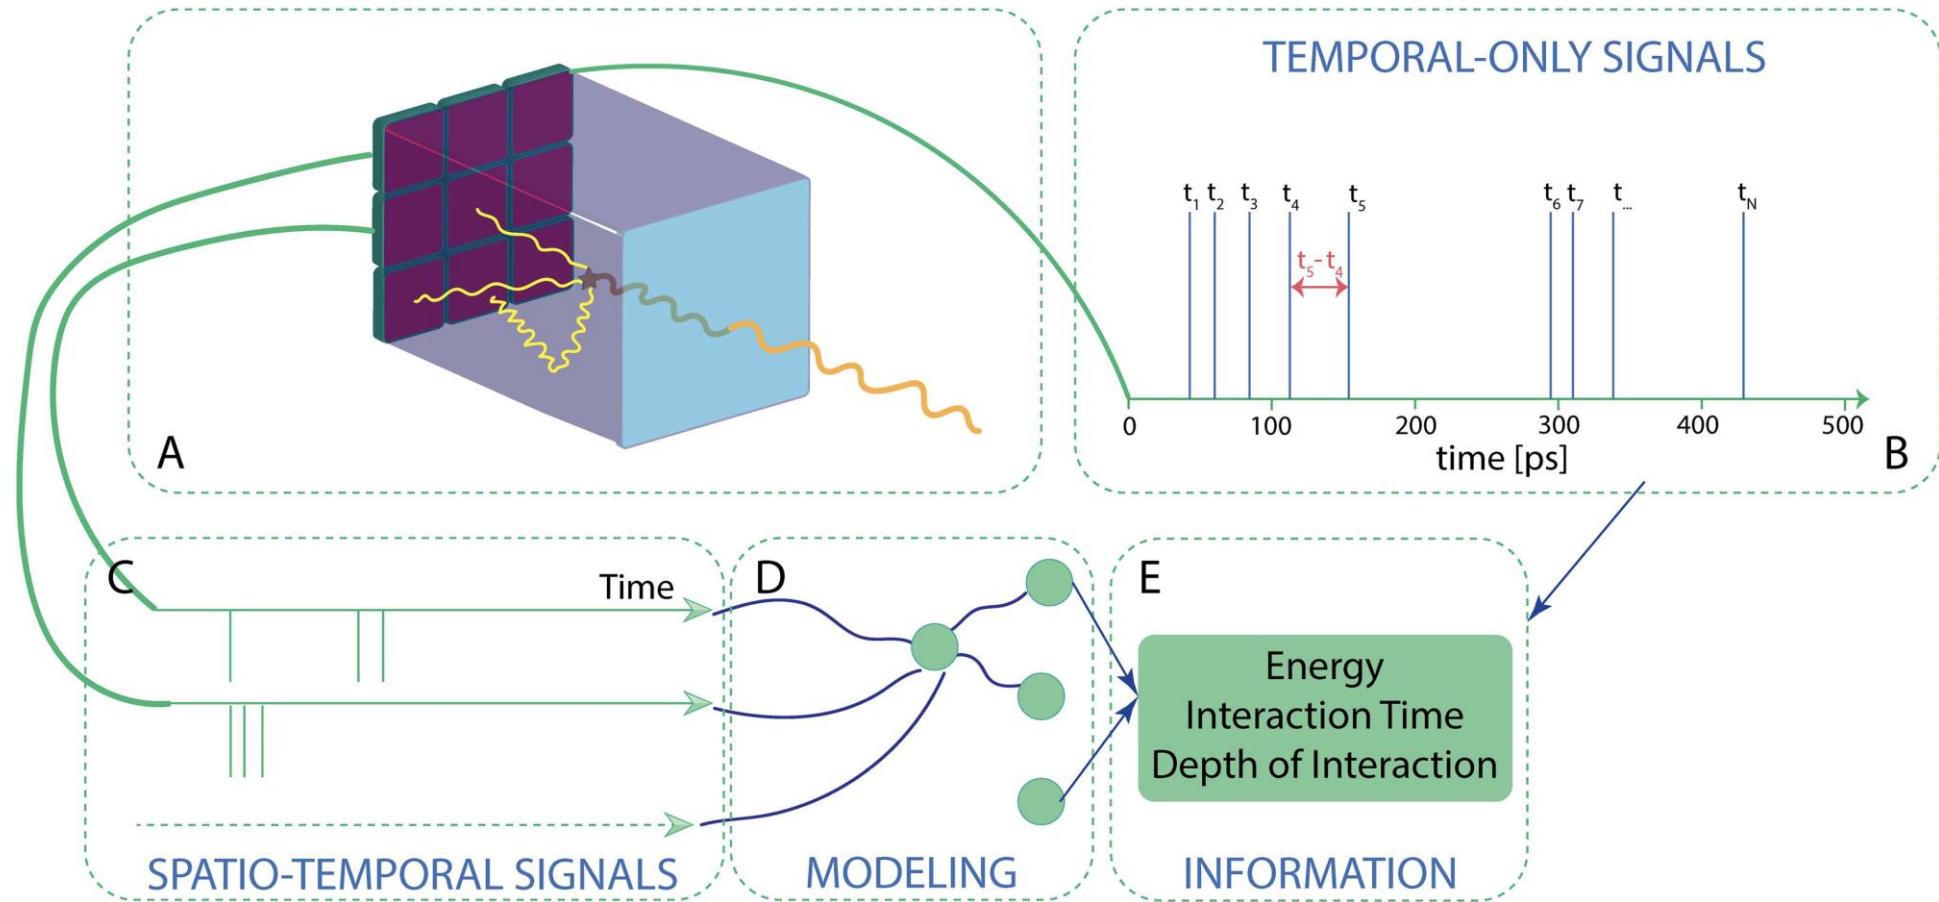 A
TEMPORAL-ONLY SIGNALS
t1 t2 t3 t4 t5 t6 t7 t... tN
t5-t4
0 100 200 300 400 500
time [ps]
B
C
Time
SPATIO-TEMPORAL SIGNALS
D
MODELING
E
Energy
Interaction Time
Depth of Interaction
INFORMATION